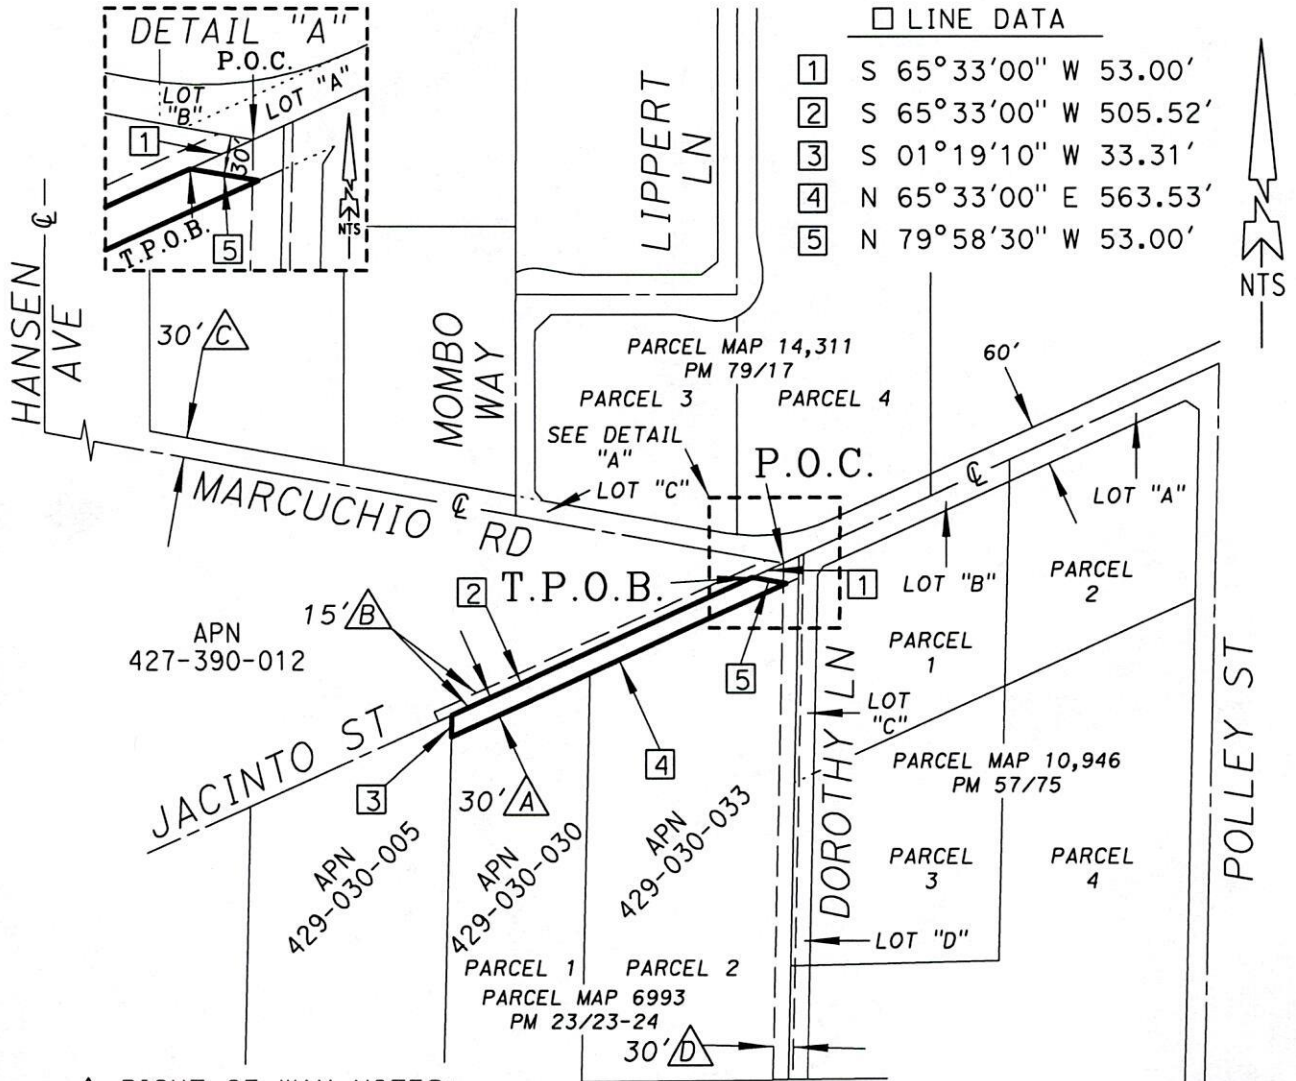 DETAIL "A"
P.O.C.
LOT
"B"
LOT "A"
1
30'
T.P.O.B.
5
NTS
□ LINE DATA
1 S 65°33'00" W 53.00'
2 S 65°33'00" W 505.52'
3 S 01°19'10" W 33.31'
4 N 65°33'00" E 563.53'
5 N 79°58'30" W 53.00'
NTS
LIPPERT
LN
HANSEN
AVE
℄
30' C
MOMBO
WAY
PARCEL MAP 14,311
PM 79/17
PARCEL 3 PARCEL 4
60'
SEE DETAIL
"A"
LOT "C"
P.O.C.
℄
LOT "A"
MARCUCHIO ℄ RD
T.P.O.B.
1
LOT "B"
PARCEL
2
2
15' B
APN
427-390-012
PARCEL
1
5
LOT
"C"
JACINTO ST
3
30' A
4
DOROTHY LN
POLLEY ST
PARCEL MAP 10,946
PM 57/75
APN
429-030-005
APN
429-030-030
APN
429-030-033
PARCEL
3
PARCEL
4
LOT "D"
PARCEL 1 PARCEL 2
PARCEL MAP 6993
PM 23/23-24
30' D